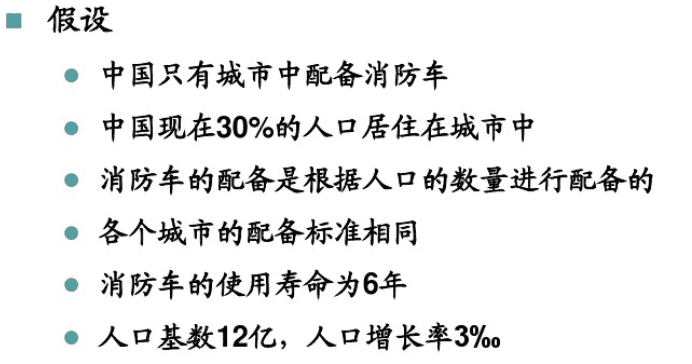 假设
中国只有城市中配备消防车
中国现在30%的人口居住在城市中
消防车的配备是根据人口的数量进行配备的
各个城市的配备标准相同
消防车的使用寿命为6年
人口基数12亿，人口增长率3‰